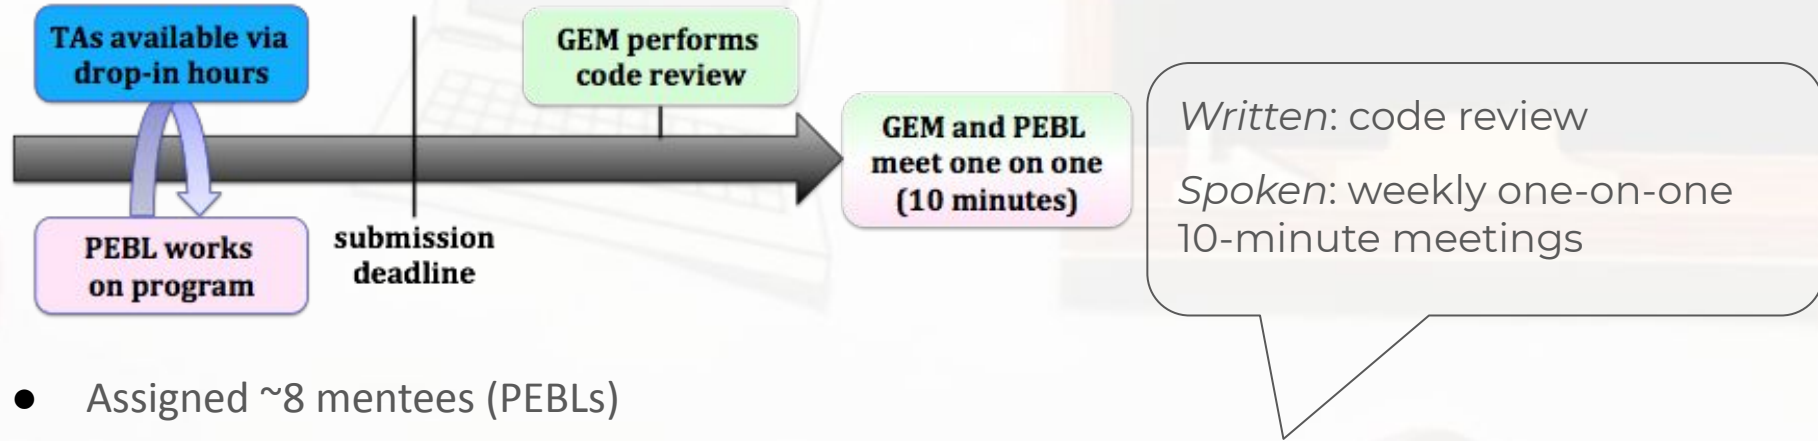 TAs available via
drop-in hours
GEM performs
code review
GEM and PEBL
meet one on one
(10 minutes)
PEBL works
on program
submission
deadline
Written: code review
Spoken: weekly one-on-one
10-minute meetings
● Assigned ~8 mentees (PEBLs)